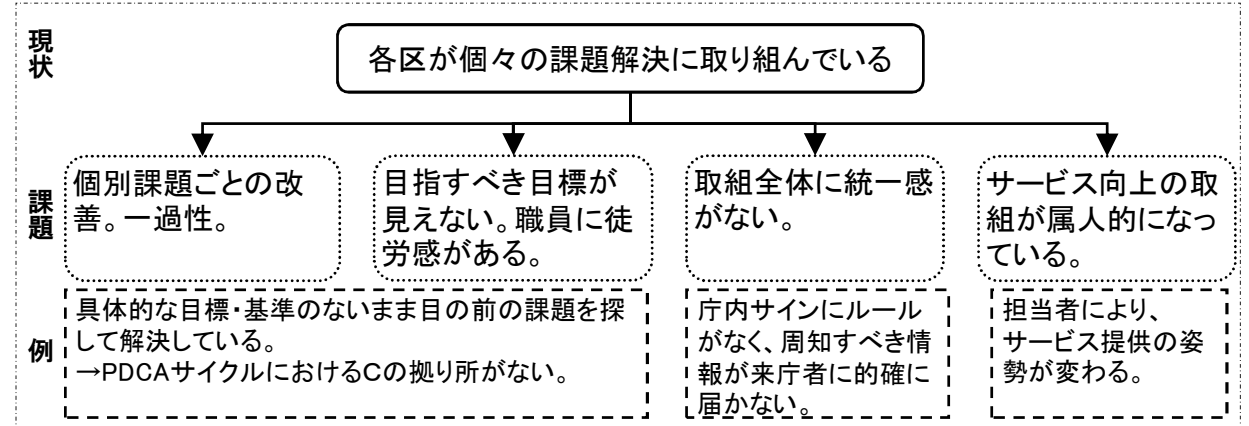 現状
各区が個々の課題解決に取り組んでいる
課題
個別課題ごとの改
善。一過性。
目指すべき目標が
見えない。職員に徒
労感がある。
取組全体に統一感
がない。
サービス向上の取
組が属人的になっ
ている。
例
具体的な目標・基準のないまま目の前の課題を探
して解決している。
→PDCAサイクルにおけるCの拠り所がない。
庁内サインにルール
がなく、周知すべき情
報が来庁者に的確に
届かない。
担当者により、
サービス提供の姿
勢が変わる。